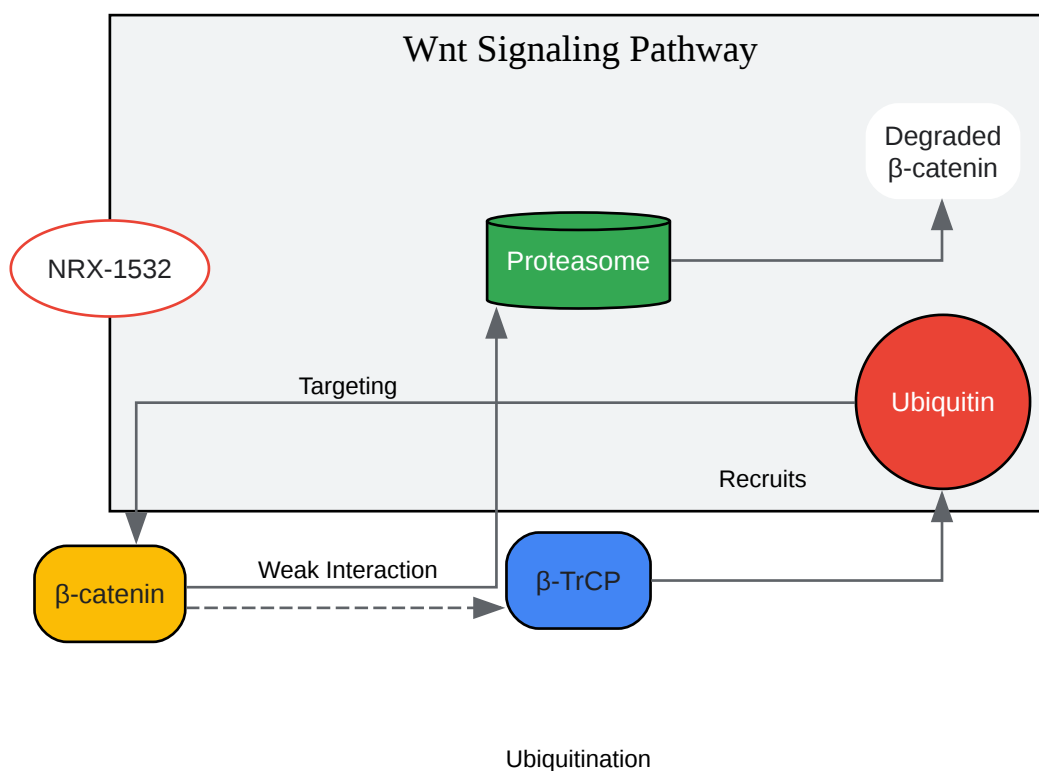 Wnt Signaling Pathway
Degraded
β-catenin
NRX-1532
Proteasome
Targeting
Ubiquitin
Recruits
Weak Interaction
β-TrCP
β-catenin
Ubiquitination